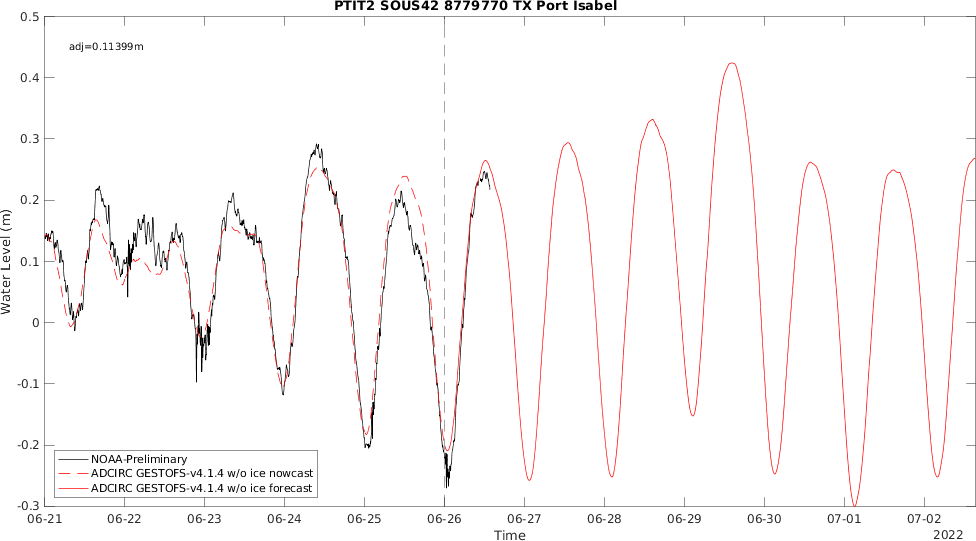 PTIT2 SOUS42 8779770 TX Port Isabel
adj=0.11399m
0.5
0.4
0.3
0.2
0.1
0
-0.1
-0.2
-0.3
Water Level (m)
NOAA-Preliminary
ADCIRC GESTOFS-v4.1.4 w/o ice nowcast
ADCIRC GESTOFS-v4.1.4 w/o ice forecast
06-21 06-22 06-23 06-24 06-25 06-26 06-27 06-28 06-29 06-30 07-01 07-02
Time
2022